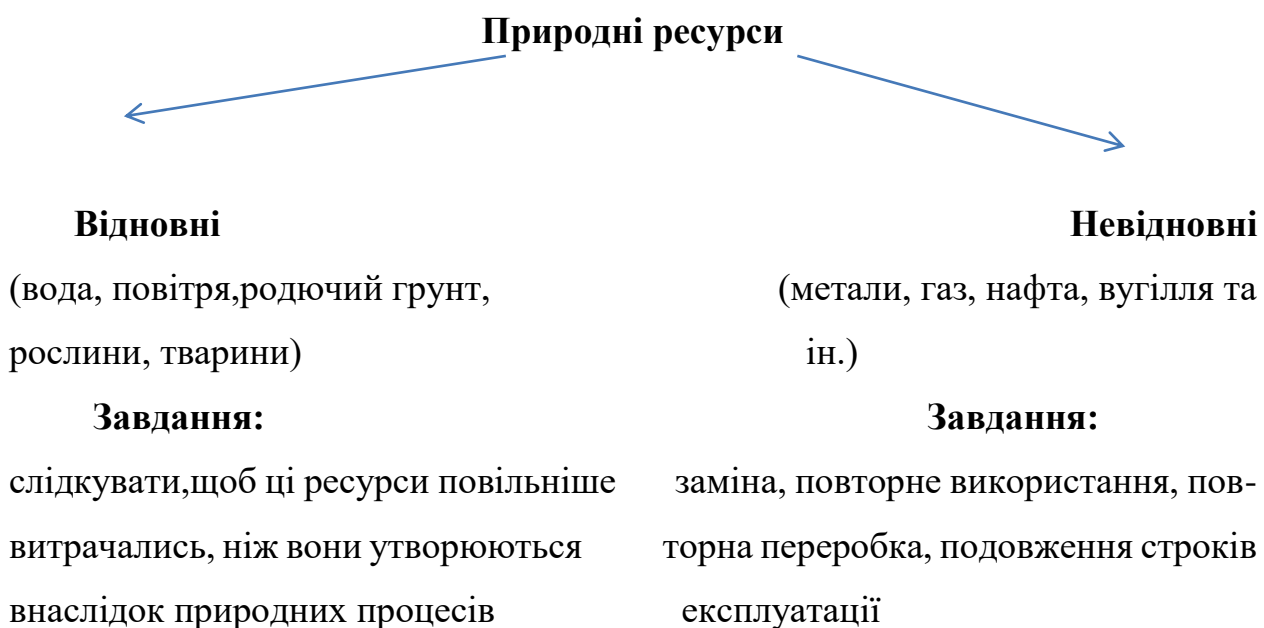 Природні ресурси
Відновні
(вода, повітря,родючий грунт,
рослини, тварини)
Завдання:
слідкувати,щоб ці ресурси повільніше
витрачались, ніж вони утворюються
внаслідок природних процесів
Невідновні
(метали, газ, нафта, вугілля та
ін.)
Завдання:
заміна, повторне використання, пов-
торна переробка, подовження строків
експлуатації